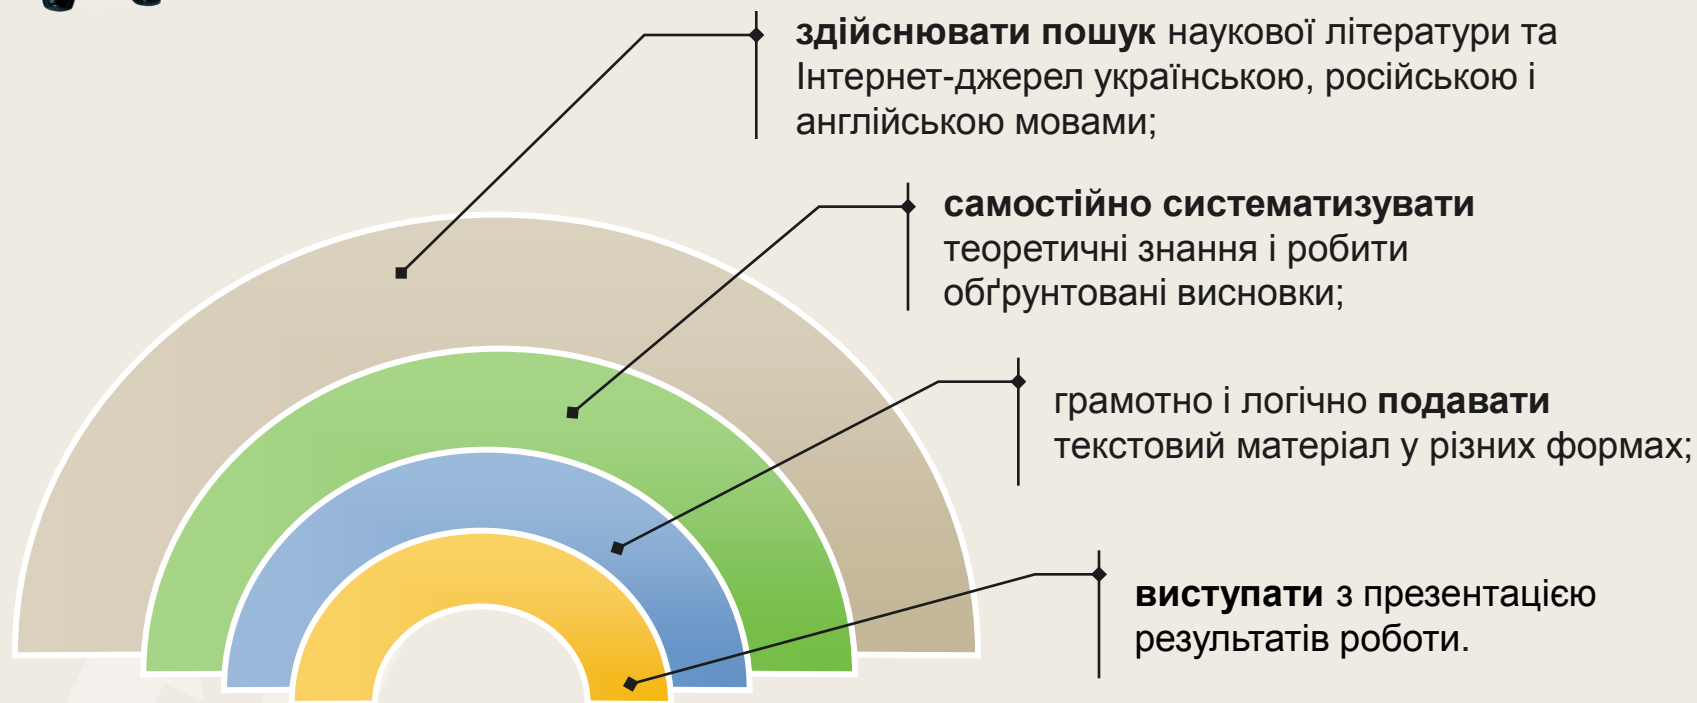 здійснювати пошук наукової літератури та
Інтернет-джерел українською, російською і
англійською мовами;
самостійно систематизувати
теоретичні знання і робити
обґрунтовані висновки;
грамотно і логічно подавати
текстовий матеріал у різних формах;
виступати з презентацією
результатів роботи.